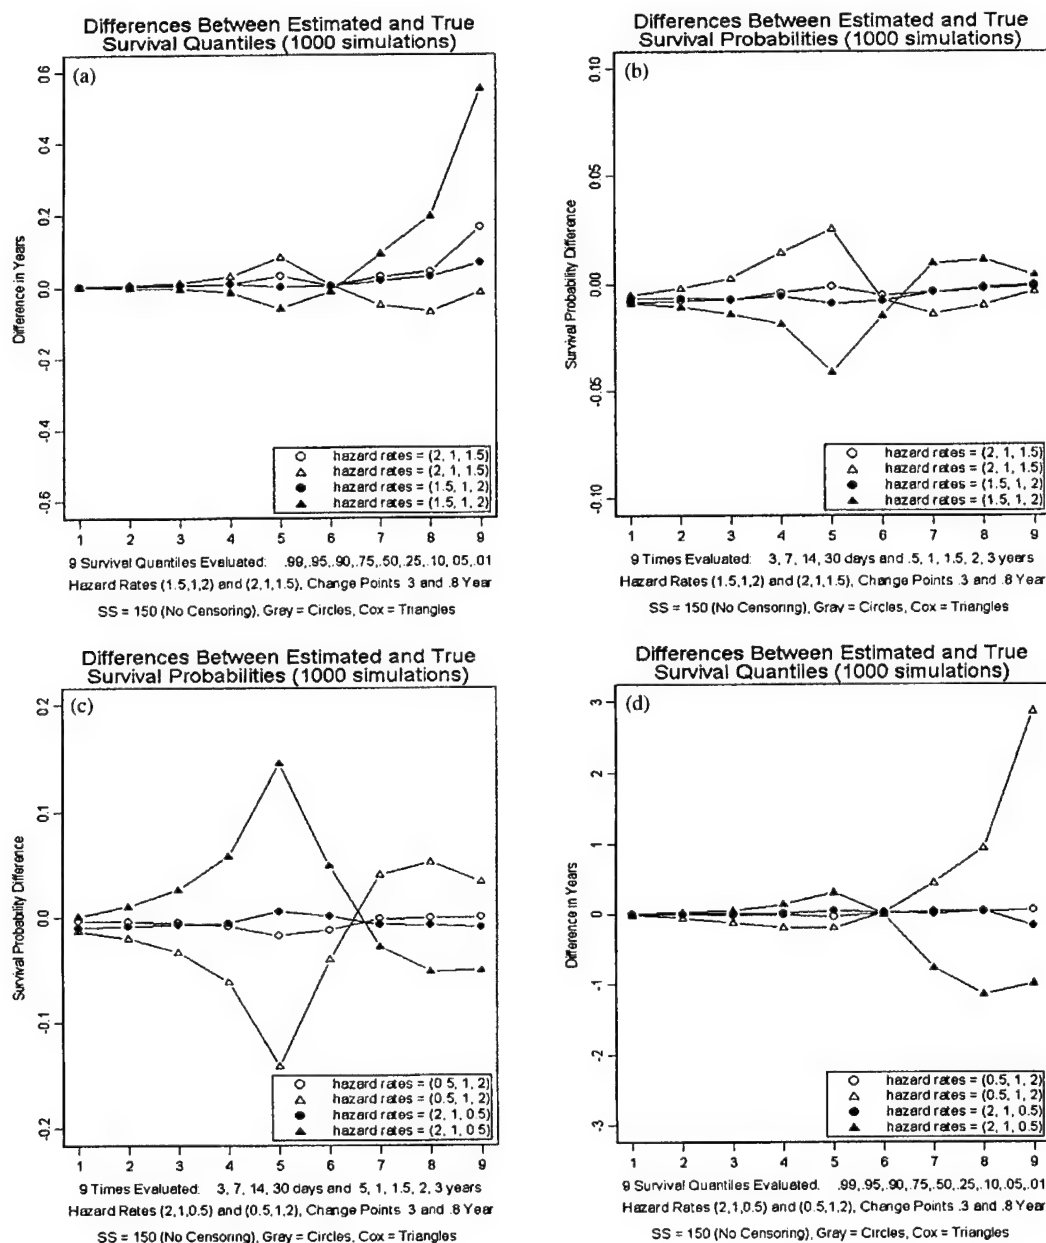 Differences Between Estimated and True
Survival Quantiles (1000 simulations)
(a)
0.6
0.4
0.2
0.0
-0.2
-0.4
-0.6
Difference in Years
hazard rates = (2, 1, 1.5)
hazard rates = (2, 1, 1.5)
hazard rates = (1.5, 1, 2)
hazard rates = (1.5, 1, 2)
1 2 3 4 5 6 7 8 9
9 Survival Quantiles Evaluated: .99,.95,.90,.75,.50,.25,.10,.05,.01
Hazard Rates (1.5,1,2) and (2,1,1.5), Change Points .3 and .8 Year
SS = 150 (No Censoring), Gray = Circles, Cox = Triangles
Differences Between Estimated and True
Survival Probabilities (1000 simulations)
(b)
0.10
0.05
0.00
-0.05
-0.10
Survival Probability Difference
hazard rates = (2, 1, 1.5)
hazard rates = (2, 1, 1.5)
hazard rates = (1.5, 1, 2)
hazard rates = (1.5, 1, 2)
1 2 3 4 5 6 7 8 9
9 Times Evaluated: 3, 7, 14, 30 days and .5, 1, 1.5, 2, 3 years
Hazard Rates (1.5,1,2) and (2,1,1.5), Change Points .3 and .8 Year
SS = 150 (No Censoring), Gray = Circles, Cox = Triangles
Differences Between Estimated and True
Survival Probabilities (1000 simulations)
(c)
0.2
0.1
0.0
-0.1
-0.2
Survival Probability Difference
hazard rates = (0.5, 1, 2)
hazard rates = (0.5, 1, 2)
hazard rates = (2, 1, 0.5)
hazard rates = (2, 1, 0.5)
1 2 3 4 5 6 7 8 9
9 Times Evaluated: 3, 7, 14, 30 days and .5, 1, 1.5, 2, 3 years
Hazard Rates (2,1,0.5) and (0.5,1,2), Change Points .3 and .8 Year
SS = 150 (No Censoring), Gray = Circles, Cox = Triangles
Differences Between Estimated and True
Survival Quantiles (1000 simulations)
(d)
3
2
1
0
-1
-2
-3
Difference in Years
hazard rates = (0.5, 1, 2)
hazard rates = (0.5, 1, 2)
hazard rates = (2, 1, 0.5)
hazard rates = (2, 1, 0.5)
1 2 3 4 5 6 7 8 9
9 Survival Quantiles Evaluated: .99,.95,.90,.75,.50,.25,.10,.05,.01
Hazard Rates (2,1,0.5) and (0.5,1,2), Change Points .3 and .8 Year
SS = 150 (No Censoring), Gray = Circles, Cox = Triangles